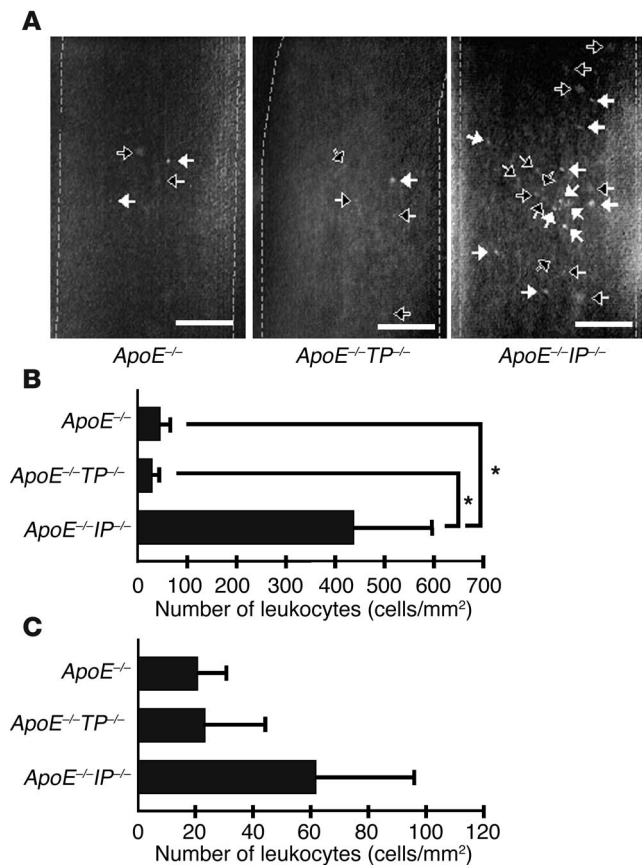 A
ApoE⁻/⁻ ApoE⁻/⁻TP⁻/⁻ ApoE⁻/⁻IP⁻/⁻
B
ApoE⁻/⁻
ApoE⁻/⁻TP⁻/⁻
ApoE⁻/⁻IP⁻/⁻
*
*
0 100 200 300 400 500 600 700
Number of leukocytes (cells/mm²)
C
ApoE⁻/⁻
ApoE⁻/⁻TP⁻/⁻
ApoE⁻/⁻IP⁻/⁻
0 20 40 60 80 100 120
Number of leukocytes (cells/mm²)